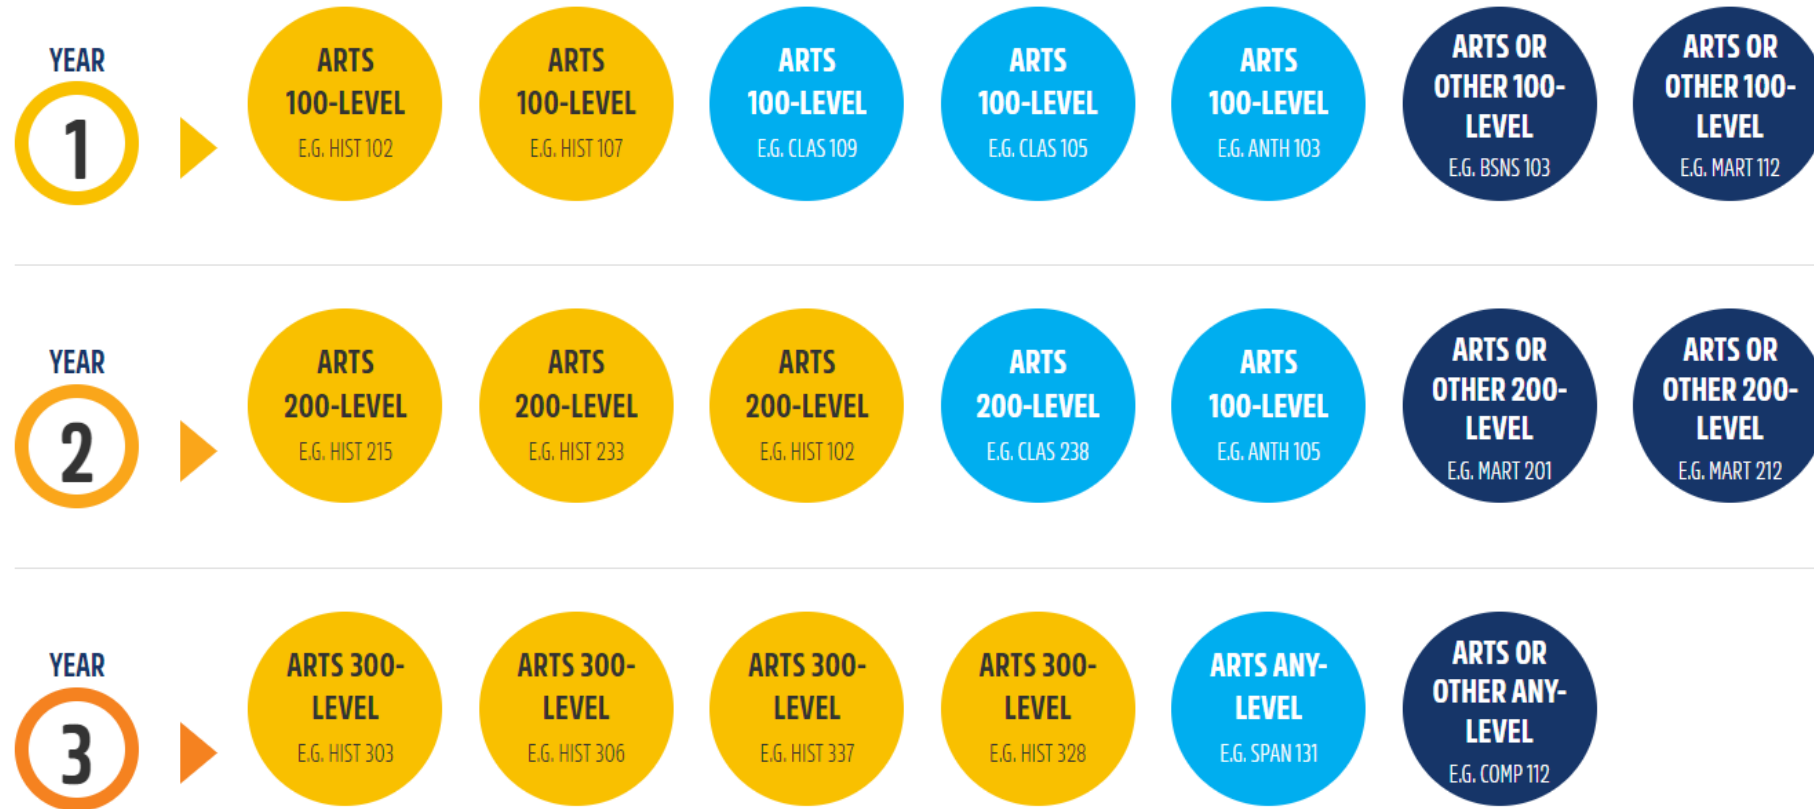 YEAR
1
ARTS
100-LEVEL
E.G. HIST 102
ARTS
100-LEVEL
E.G. HIST 107
ARTS
100-LEVEL
E.G. CLAS 109
ARTS
100-LEVEL
E.G. CLAS 105
ARTS
100-LEVEL
E.G. ANTH 103
ARTS OR
OTHER 100-
LEVEL
E.G. BSNS 103
ARTS OR
OTHER 100-
LEVEL
E.G. MART 112
YEAR
2
ARTS
200-LEVEL
E.G. HIST 215
ARTS
200-LEVEL
E.G. HIST 233
ARTS
200-LEVEL
E.G. HIST 102
ARTS
200-LEVEL
E.G. CLAS 238
ARTS
100-LEVEL
E.G. ANTH 105
ARTS OR
OTHER 200-
LEVEL
E.G. MART 201
ARTS OR
OTHER 200-
LEVEL
E.G. MART 212
YEAR
3
ARTS 300-
LEVEL
E.G. HIST 303
ARTS 300-
LEVEL
E.G. HIST 306
ARTS 300-
LEVEL
E.G. HIST 337
ARTS 300-
LEVEL
E.G. HIST 328
ARTS ANY-
LEVEL
E.G. SPAN 131
ARTS OR
OTHER ANY-
LEVEL
E.G. COMP 112